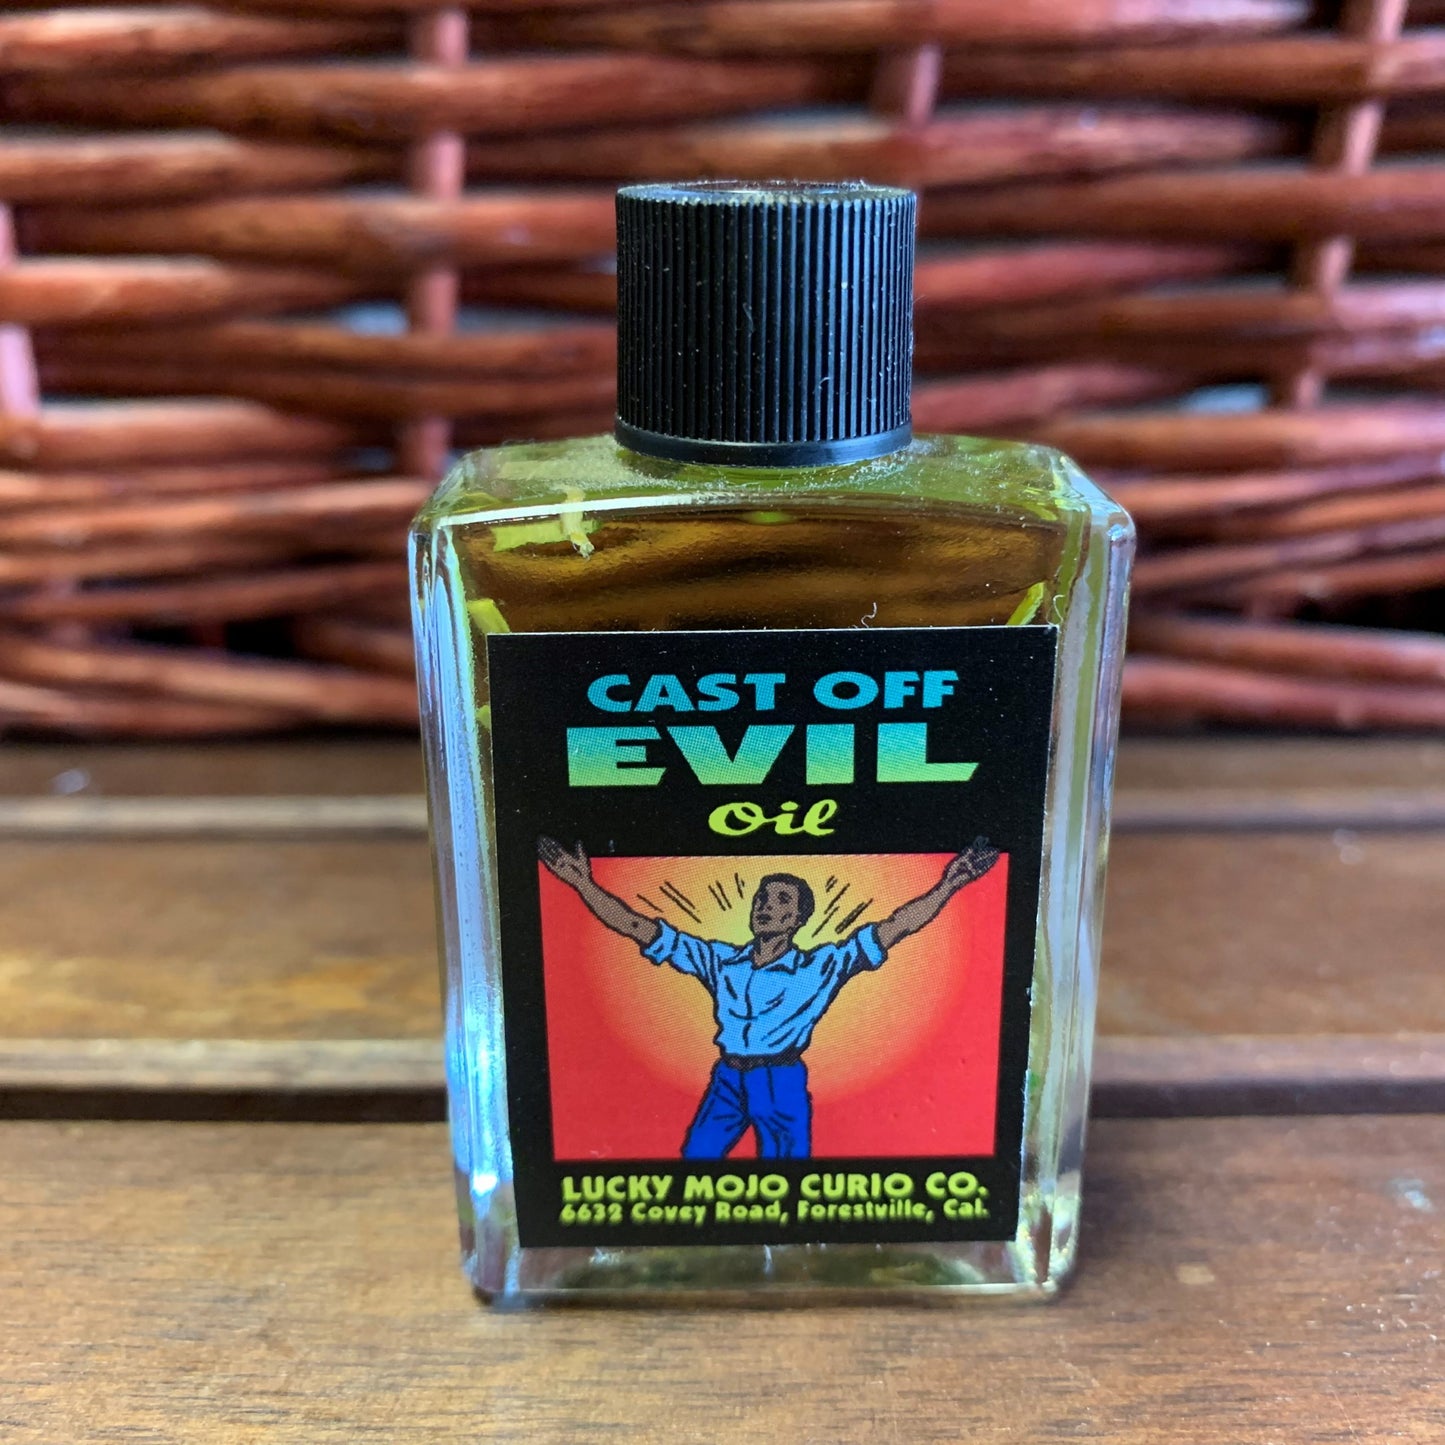 CAST OFF
EVIL
Oil
LUCKY MOJO CURIO CO.
6632 Covey Road, Forestville, Cal.